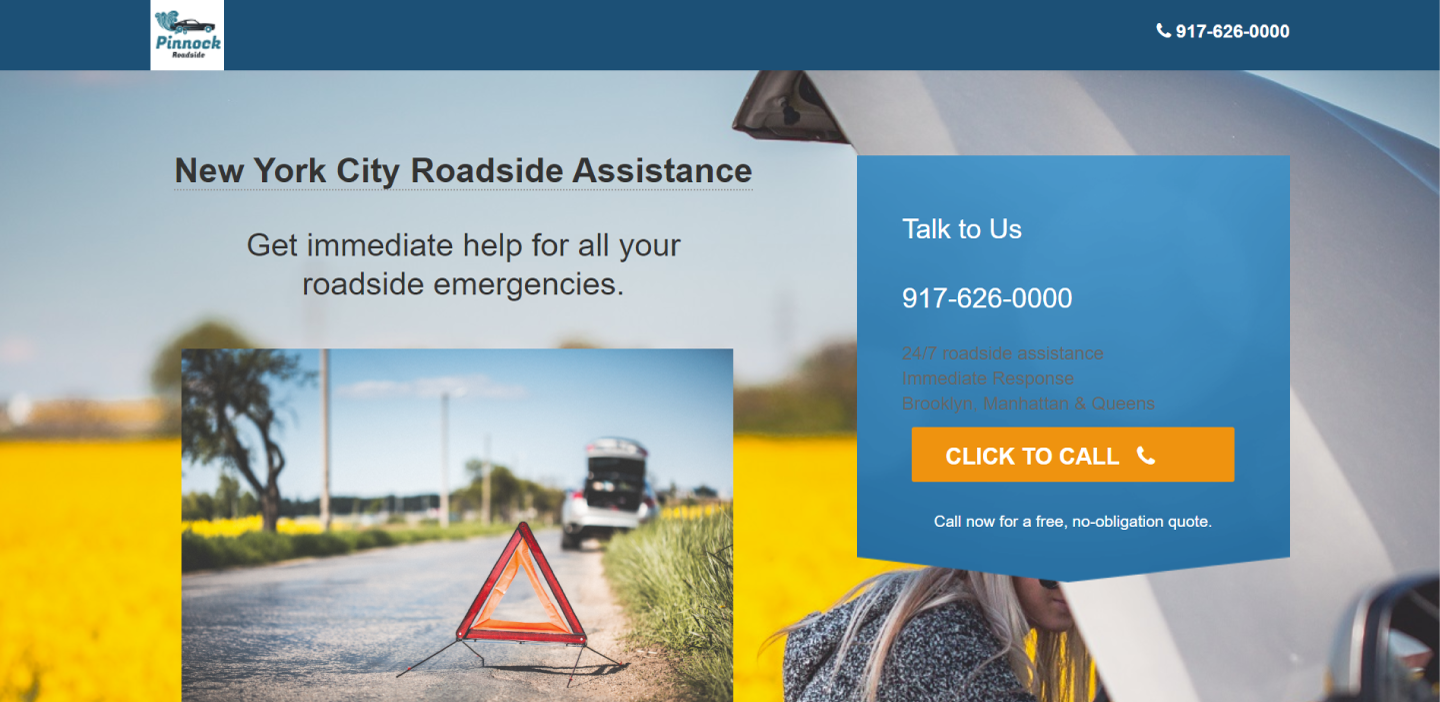 Pinnock
Roadside
917-626-0000
New York City Roadside Assistance
Get immediate help for all your
roadside emergencies.
Talk to Us
917-626-0000
24/7 roadside assistance
Immediate Response
Brooklyn, Manhattan & Queens
CLICK TO CALL
Call now for a free, no-obligation quote.